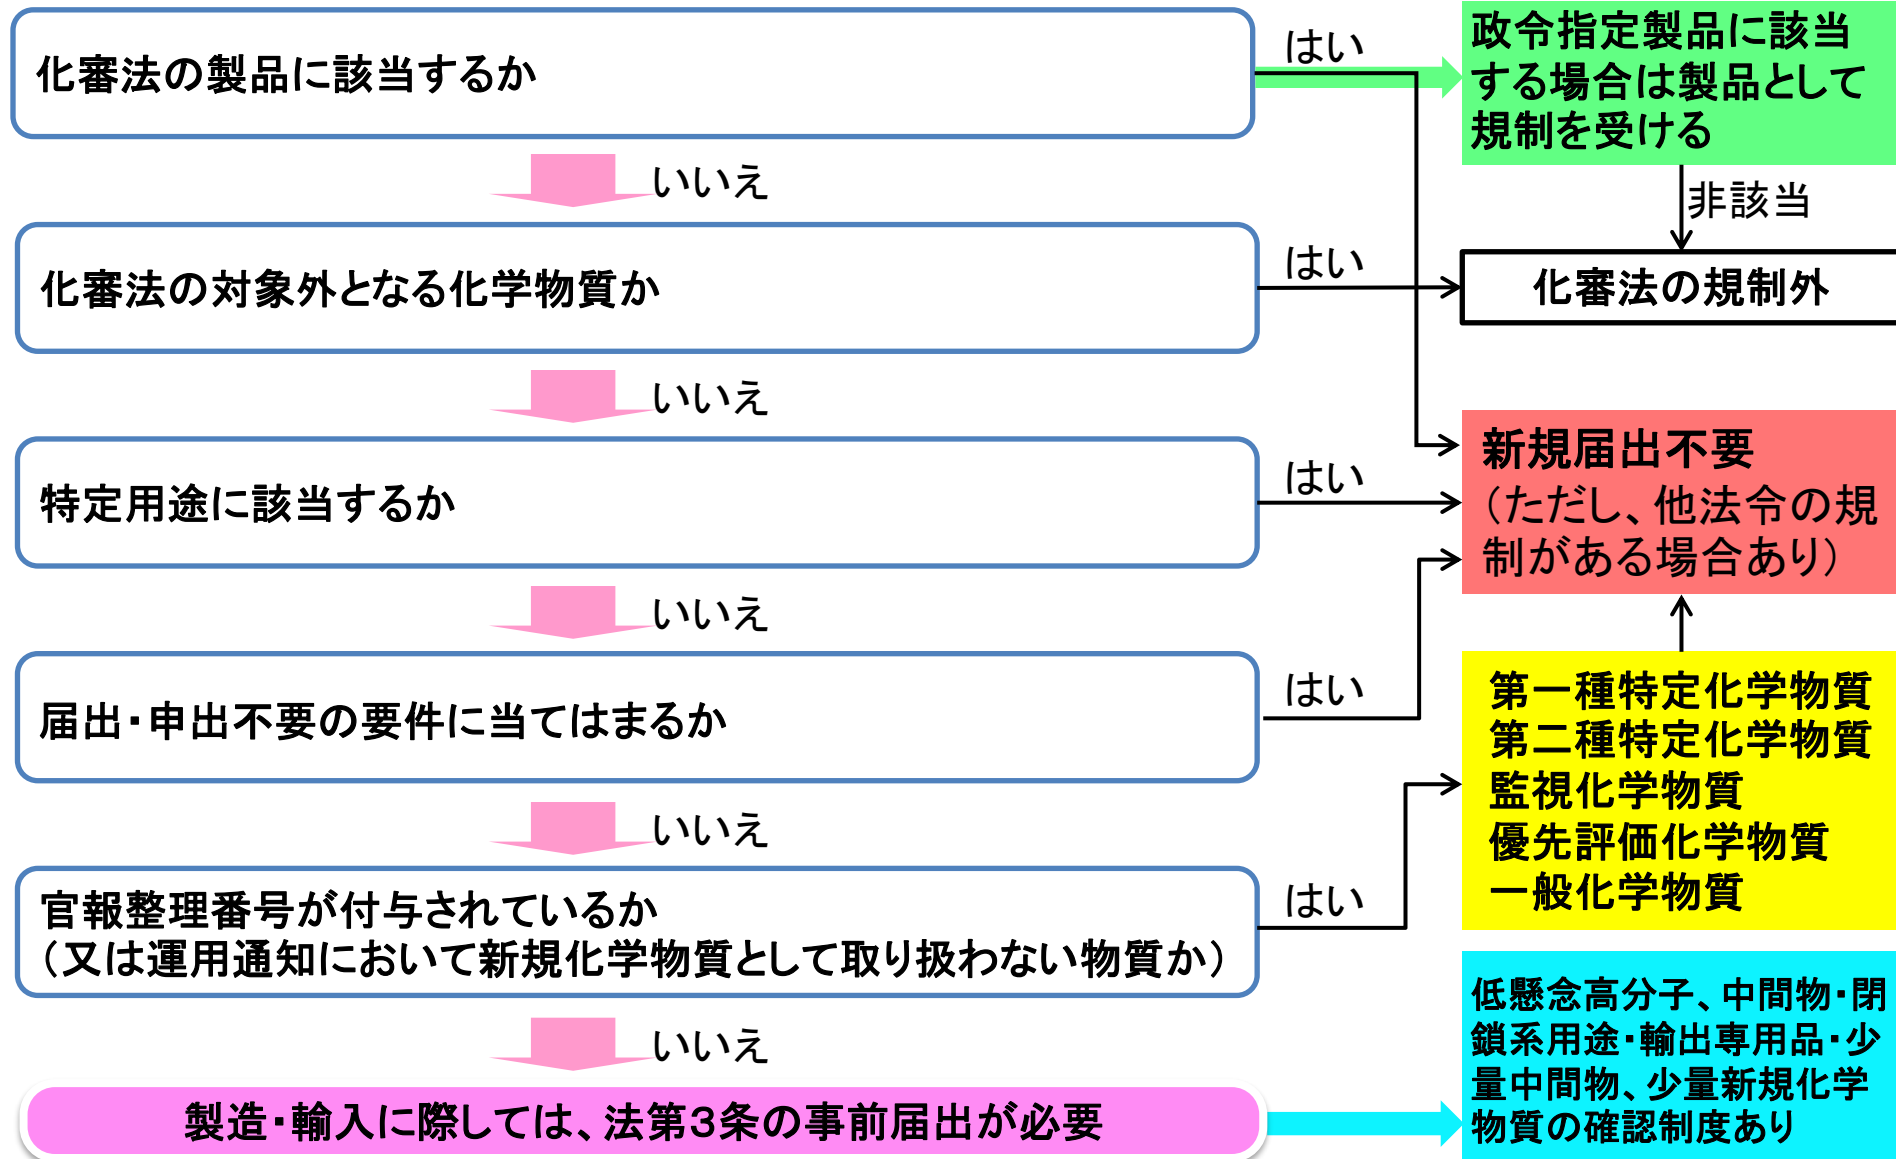 化審法の製品に該当するか
はい
政令指定製品に該当
する場合は製品として
規制を受ける
いいえ
非該当
化審法の対象外となる化学物質か
はい
化審法の規制外
いいえ
特定用途に該当するか
はい
新規届出不要
（ただし、他法令の規
制がある場合あり）
いいえ
届出・申出不要の要件に当てはまるか
はい
第一種特定化学物質
第二種特定化学物質
監視化学物質
優先評価化学物質
一般化学物質
いいえ
官報整理番号が付与されているか
（又は運用通知において新規化学物質として取り扱わない物質か）
はい
いいえ
低懸念高分子、中間物・閉
鎖系用途・輸出専用品・少
量中間物、少量新規化学
物質の確認制度あり
製造・輸入に際しては、法第３条の事前届出が必要